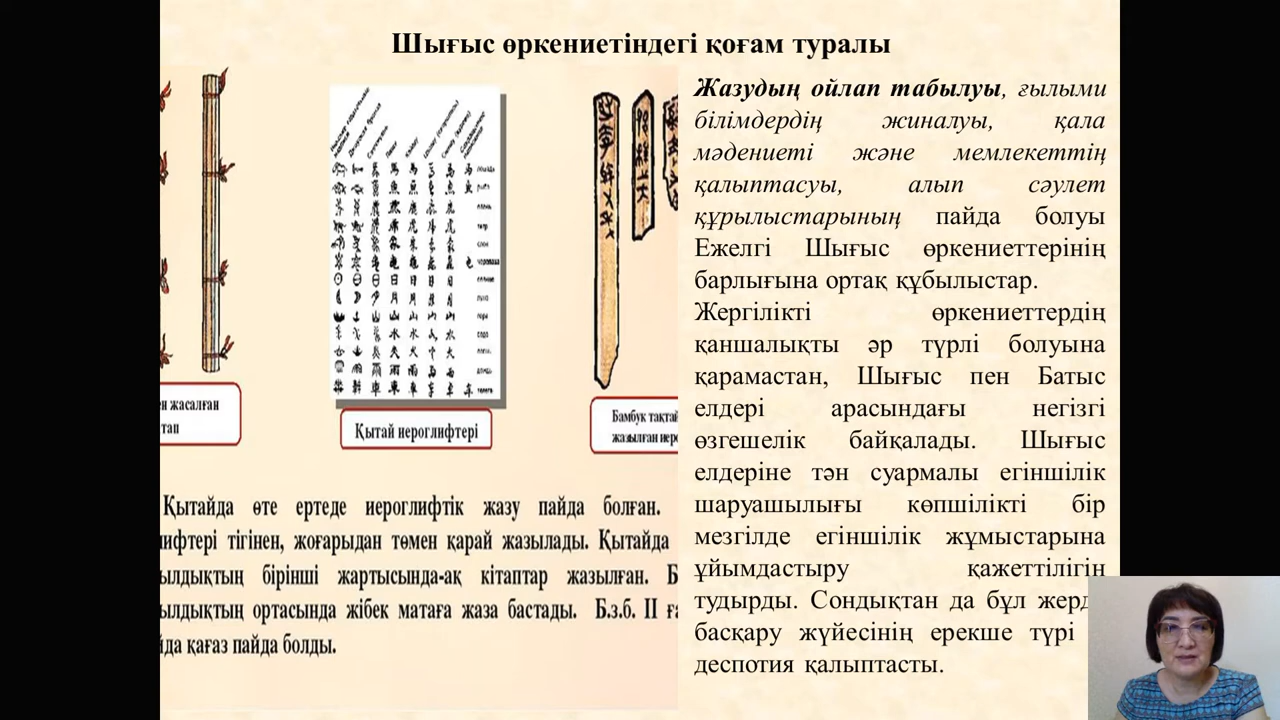 Шығыс өркениетіндегі қоғам туралы
ен жасалған
тап
Қытай иероглифтері
Бамбук тақтай
жазылған иер
Қытайда өте ертеде иероглифтік жазу пайда болған.
ифтері тігінен, жоғарыдан төмен қарай жазылады. Қытайда
ылдықтың бірінші жартысында-ақ кітаптар жазылған. Б
ылдықтың ортасында жібек матаға жаза бастады. Б.з.б. II ғ
да қағаз пайда болды.
Жазудың ойлап табылуы, ғылыми
білімдердің жиналуы, қала
мәдениеті және мемлекеттің
қалыптасуы, алып сәулет
құрылыстарының пайда болуы
Ежелгі Шығыс өркениеттерінің
барлығына ортақ құбылыстар.
Жергілікті өркениеттердің
қаншалықты әр түрлі болуына
қарамастан, Шығыс пен Батыс
елдері арасындағы негізгі
өзгешелік байқалады. Шығыс
елдеріне тән суармалы егіншілік
шаруашылығы көпшілікті бір
мезгілде егіншілік жұмыстарына
ұйымдастыру қажеттілігін
тудырды. Сондықтан да бұл жерд
басқару жүйесінің ерекше түрі
деспотия қалыптасты.